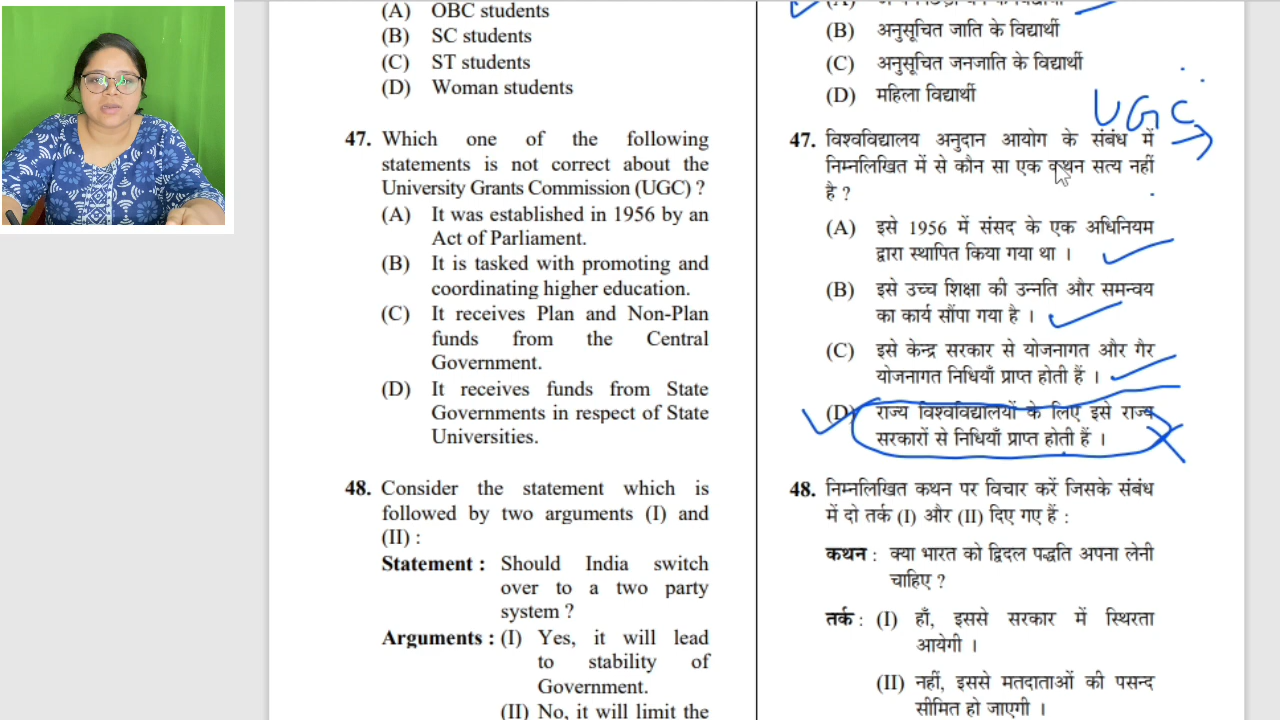 (A) OBC students
(B) SC students
(C) ST students
(D) Woman students
47. Which one of the following
statements is not correct about the
University Grants Commission (UGC) ?
(A) It was established in 1956 by an
Act of Parliament.
(B) It is tasked with promoting and
coordinating higher education.
(C) It receives Plan and Non-Plan
funds from the Central
Government.
(D) It receives funds from State
Governments in respect of State
Universities.
48. Consider the statement which is
followed by two arguments (I) and
(II) :
Statement : Should India switch
over to a two party
system ?
Arguments : (I) Yes, it will lead
to stability of
Government.
(II) No, it will limit the
(B) अनुसूचित जाति के विद्यार्थी
(C) अनुसूचित जनजाति के विद्यार्थी
(D) महिला विद्यार्थी
UGC
47. विश्वविद्यालय अनुदान आयोग के संबंध में
निम्नलिखित में से कौन सा एक कथन सत्य नहीं
है ?
(A) इसे 1956 में संसद के एक अधिनियम
द्वारा स्थापित किया गया था ।
(B) इसे उच्च शिक्षा की उन्नति और समन्वय
का कार्य सौंपा गया है ।
(C) इसे केन्द्र सरकार से योजनागत और गैर
योजनागत निधियाँ प्राप्त होती हैं ।
(D) राज्य विश्वविद्यालयों के लिए इसे राज्य
सरकारों से निधियाँ प्राप्त होती हैं ।
48. निम्नलिखित कथन पर विचार करें जिसके संबंध
में दो तर्क (I) और (II) दिए गए हैं :
कथन : क्या भारत को द्विदल पद्धति अपना लेनी
चाहिए ?
तर्क : (I) हाँ, इससे सरकार में स्थिरता
आयेगी ।
(II) नहीं, इससे मतदाताओं की पसन्द
सीमित हो जाएगी ।